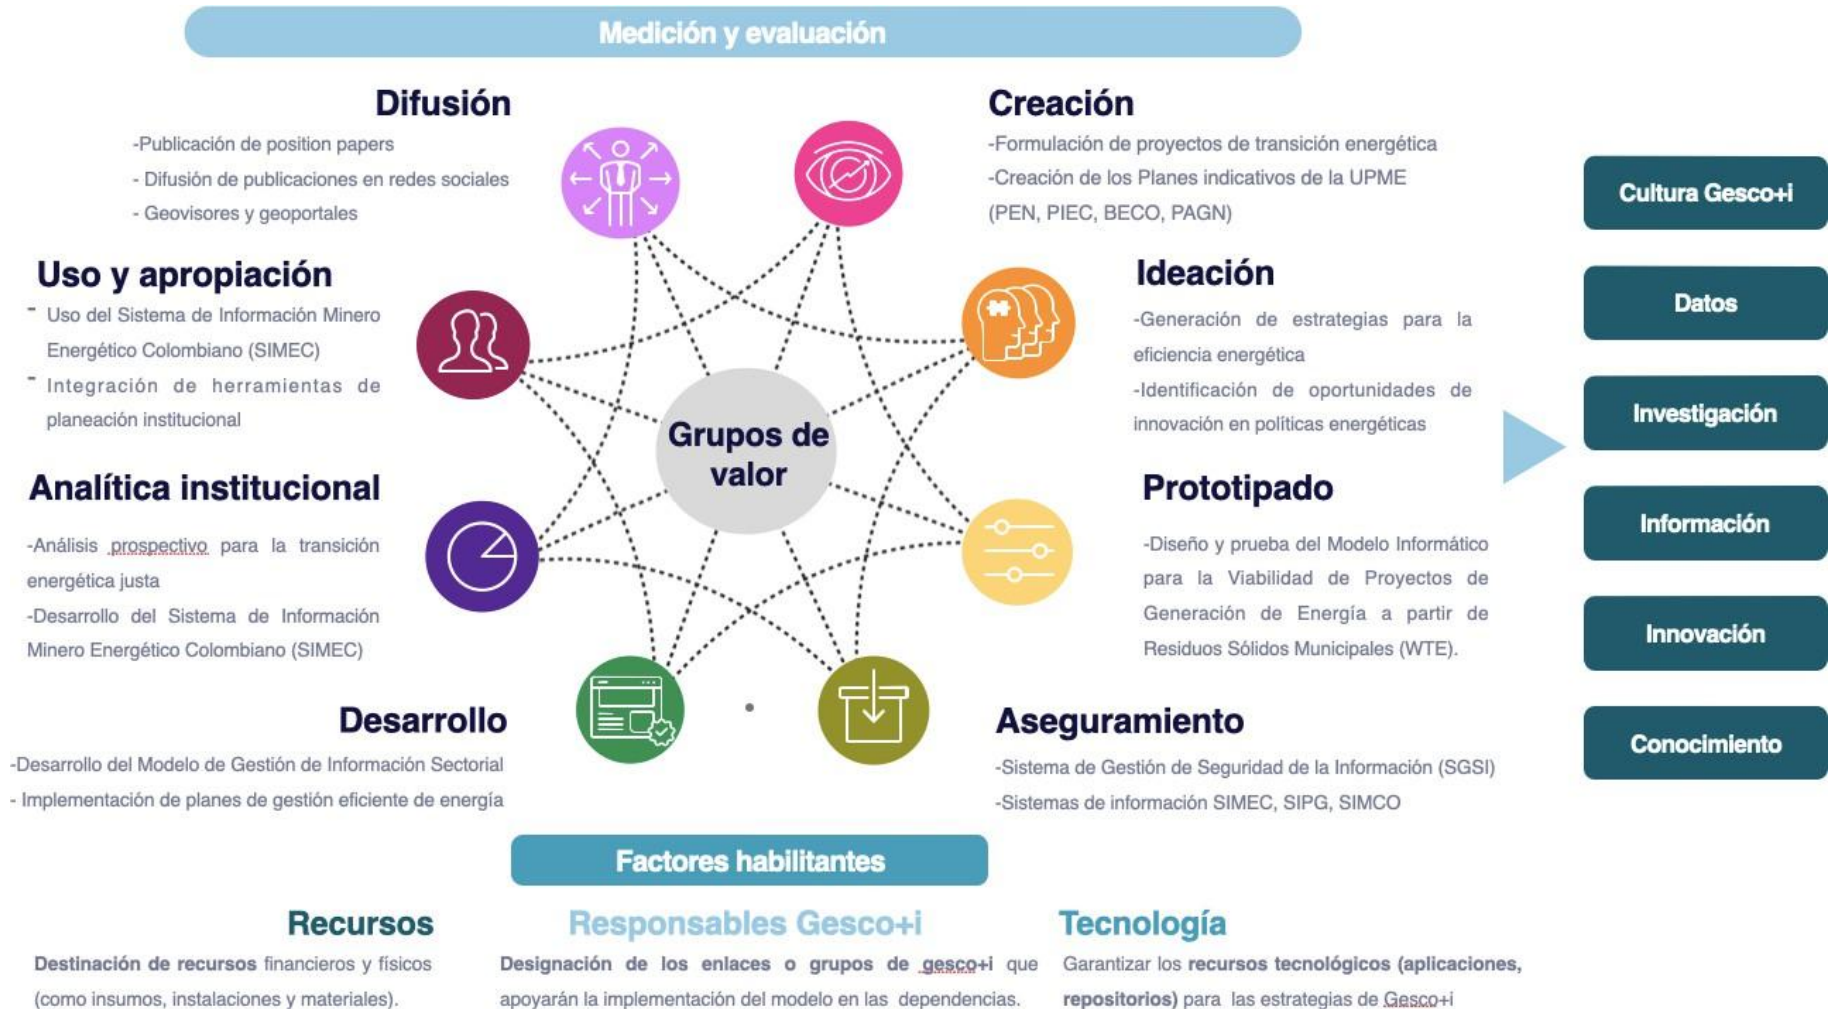 Medición y evaluación
Difusión
-Publicación de position papers
- Difusión de publicaciones en redes sociales
- Geovisores y geoportales
Creación
-Formulación de proyectos de transición energética
-Creación de los Planes indicativos de la UPME
(PEN, PIEC, BECO, PAGN)
Uso y apropiación
- Uso del Sistema de Información Minero
Energético Colombiano (SIMEC)
- Integración de herramientas de
planeación institucional
Ideación
-Generación de estrategias para la
eficiencia energética
-Identificación de oportunidades de
innovación en políticas energéticas
Grupos de
valor
Analítica institucional
-Análisis prospectivo para la transición
energética justa
-Desarrollo del Sistema de Información
Minero Energético Colombiano (SIMEC)
Prototipado
-Diseño y prueba del Modelo Informático
para la Viabilidad de Proyectos de
Generación de Energía a partir de
Residuos Sólidos Municipales (WTE).
Desarrollo
-Desarrollo del Modelo de Gestión de Información Sectorial
- Implementación de planes de gestión eficiente de energía
Aseguramiento
-Sistema de Gestión de Seguridad de la Información (SGSI)
-Sistemas de información SIMEC, SIPG, SIMCO
Cultura Gesco+i
Datos
Investigación
Información
Innovación
Conocimiento
Factores habilitantes
Recursos
Destinación de recursos financieros y físicos
(como insumos, instalaciones y materiales).
Responsables Gesco+i
Designación de los enlaces o grupos de gesco+i que
apoyarán la implementación del modelo en las dependencias.
Tecnología
Garantizar los recursos tecnológicos (aplicaciones,
repositorios) para las estrategias de Gesco+i